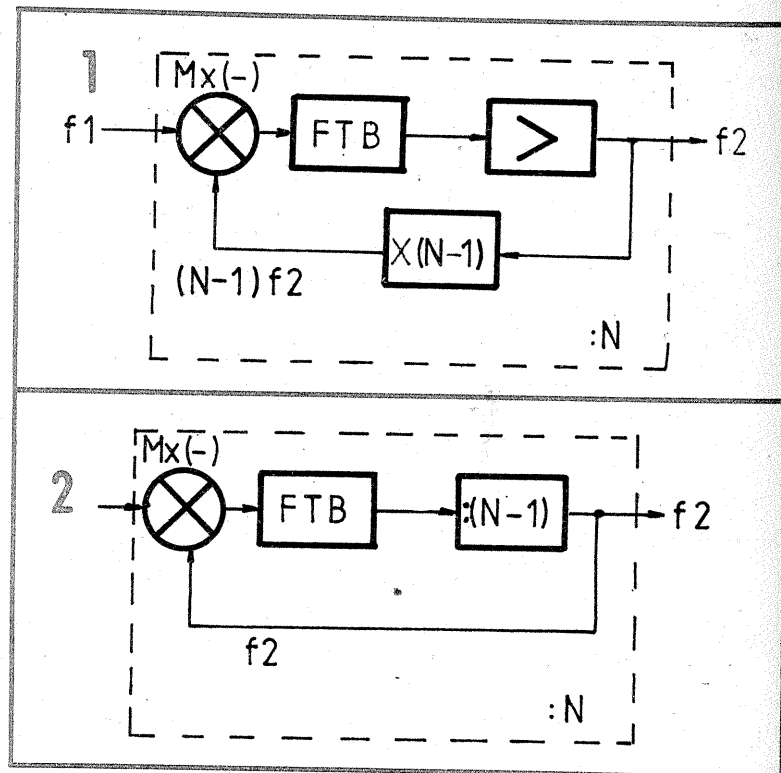 1
Mx(-)
f1
FTB
>
f2
X(N-1)
(N-1)f2
:N
2
Mx(-)
FTB
:(N-1)
f2
f2
:N